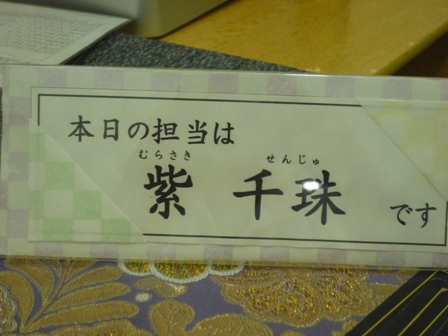 本日の担当は
むらさき せんじゅ
紫 千珠 です